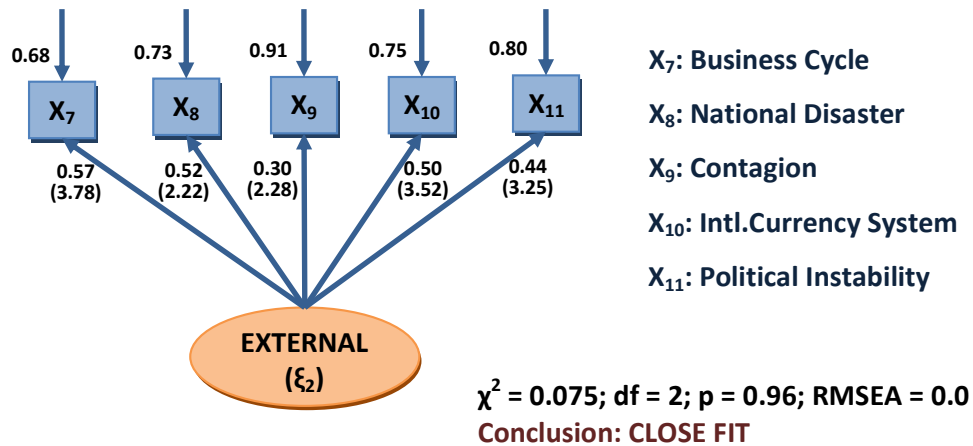 0.68 0.73 0.91 0.75 0.80
X₇ X₈ X₉ X₁₀ X₁₁
0.57 0.52 0.30 0.50 0.44
(3.78) (2.22) (2.28) (3.52) (3.25)
EXTERNAL
(ξ₂)
X₇: Business Cycle
X₈: National Disaster
X₉: Contagion
X₁₀: Intl.Currency System
X₁₁: Political Instability
χ² = 0.075; df = 2; p = 0.96; RMSEA = 0.0
Conclusion: CLOSE FIT